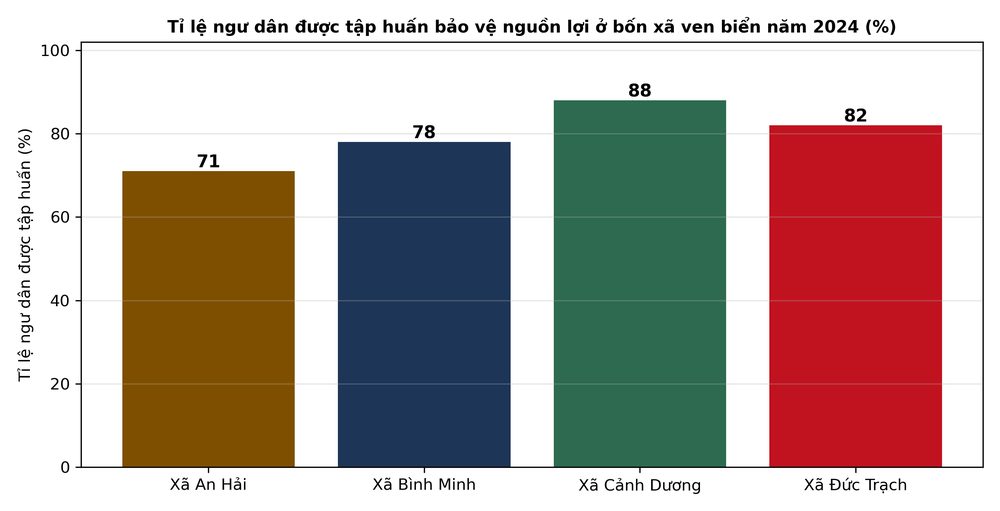 Tỉ lệ ngư dân được tập huấn bảo vệ nguồn lợi ở bốn xã ven biển năm 2024 (%)
Tỉ lệ ngư dân được tập huấn (%)
100
80
60
40
20
0
71
78
88
82
Xã An Hải
Xã Bình Minh
Xã Cảnh Dương
Xã Đức Trạch